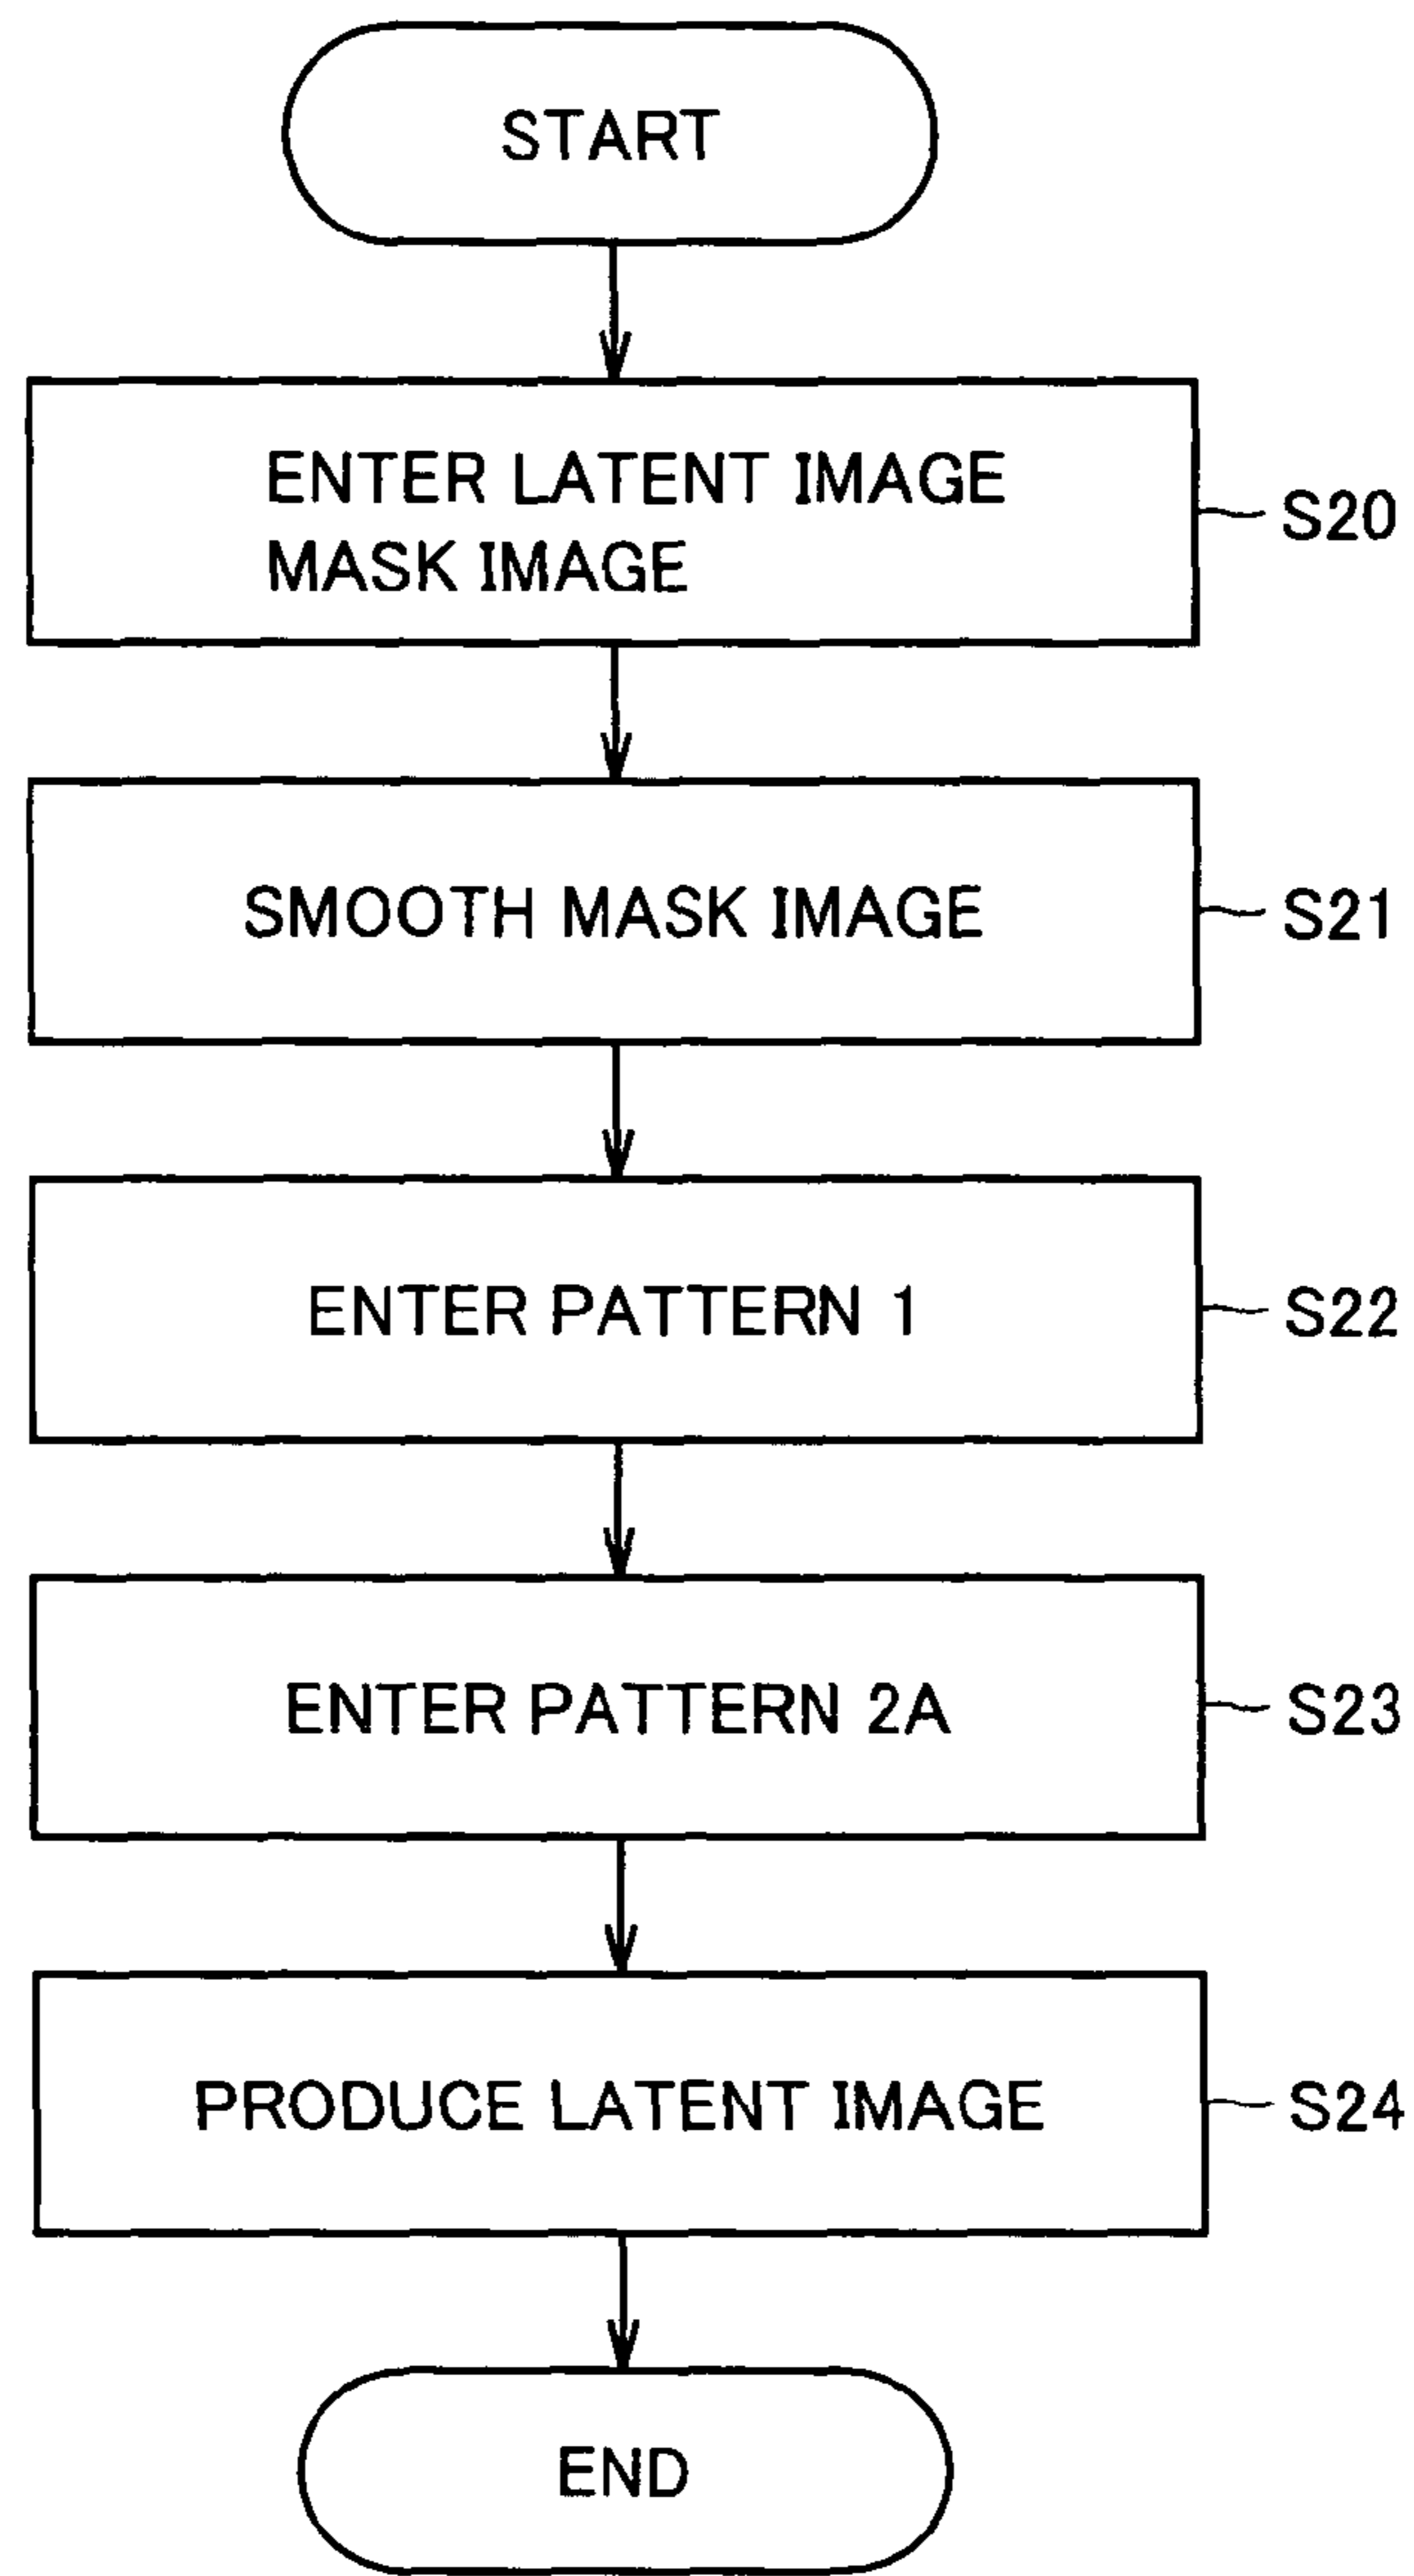 START
ENTER LATENT IMAGE
MASK IMAGE
S20
SMOOTH MASK IMAGE
S21
ENTER PATTERN 1
S22
ENTER PATTERN 2A
S23
PRODUCE LATENT IMAGE
S24
END